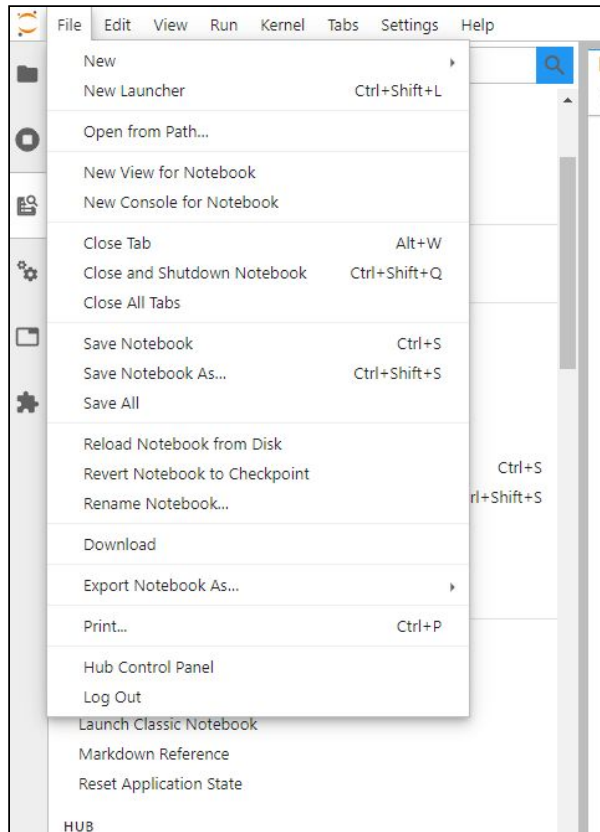 File Edit View Run Kernel Tabs Settings Help
New
New Launcher Ctrl+Shift+L
Open from Path...
New View for Notebook
New Console for Notebook
Close Tab Alt+W
Close and Shutdown Notebook Ctrl+Shift+Q
Close All Tabs
Save Notebook Ctrl+S
Save Notebook As... Ctrl+Shift+S
Save All
Reload Notebook from Disk
Revert Notebook to Checkpoint Ctrl+S
Rename Notebook... rl+Shift+S
Download
Export Notebook As...
Print... Ctrl+P
Hub Control Panel
Log Out
Launch Classic Notebook
Markdown Reference
Reset Application State
HUB